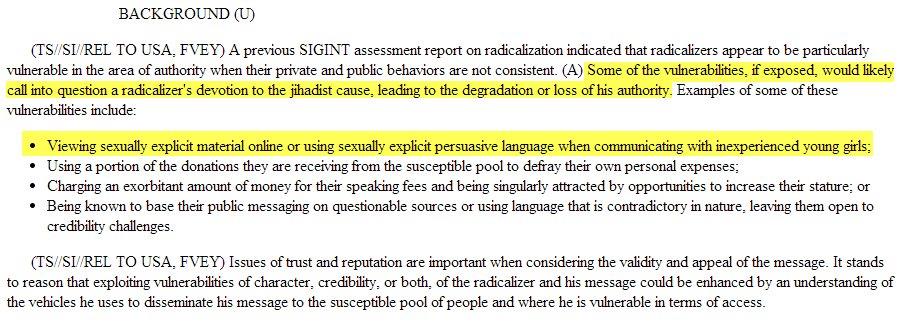 BACKGROUND (U)
(TS//SI//REL TO USA, FVEY) A previous SIGINT assessment report on radicalization indicated that radicalizers appear to be particularly
vulnerable in the area of authority when their private and public behaviors are not consistent. (A) Some of the vulnerabilities, if exposed, would likely
call into question a radicalizer's devotion to the jihadist cause, leading to the degradation or loss of his authority. Examples of some of these
vulnerabilities include:
• Viewing sexually explicit material online or using sexually explicit persuasive language when communicating with inexperienced young girls;
• Using a portion of the donations they are receiving from the susceptible pool to defray their own personal expenses;
• Charging an exorbitant amount of money for their speaking fees and being singularly attracted by opportunities to increase their stature; or
• Being known to base their public messaging on questionable sources or using language that is contradictory in nature, leaving them open to
credibility challenges.
(TS//SI//REL TO USA, FVEY) Issues of trust and reputation are important when considering the validity and appeal of the message. It stands
to reason that exploiting vulnerabilities of character, credibility, or both, of the radicalizer and his message could be enhanced by an understanding of
the vehicles he uses to disseminate his message to the susceptible pool of people and where he is vulnerable in terms of access.